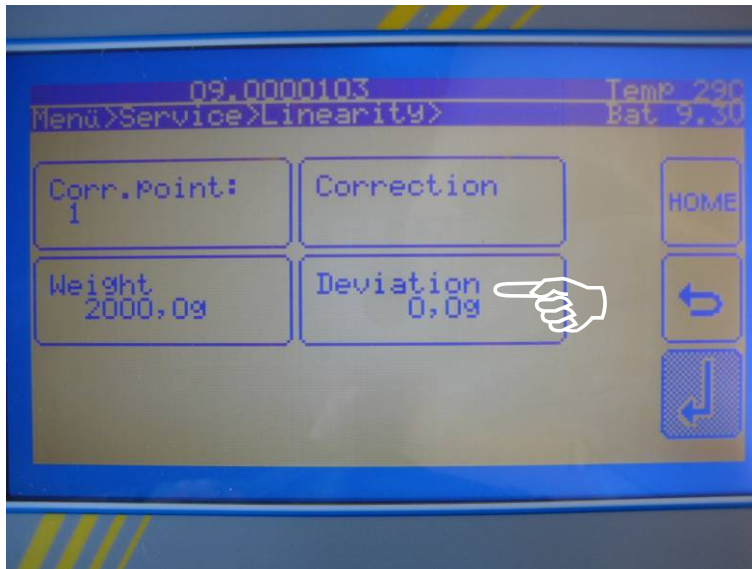 09.0000103 Temp 29C
Menü>Service>Linearity> Bat 9.30
Corr.point: Correction
1
HOME
Weight Deviation
2000,0g 0,0g